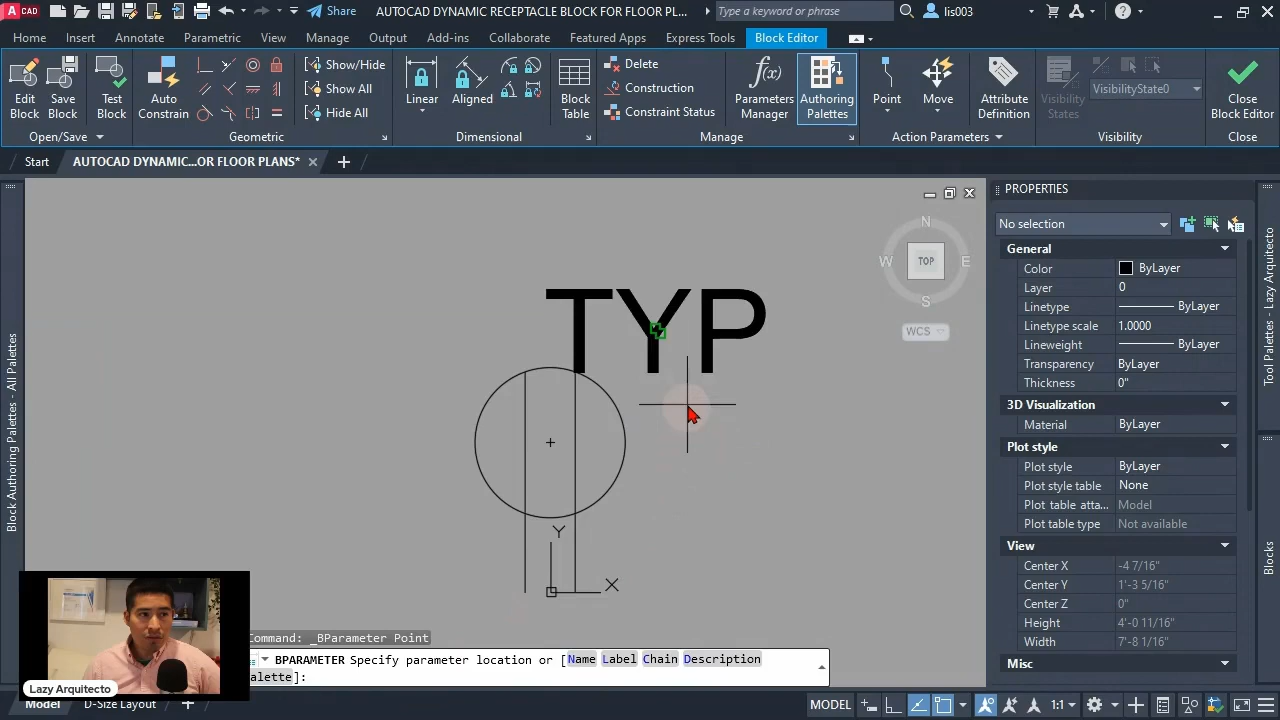 A CAD
Share
AUTOCAD DYNAMIC RECEPTACLE BLOCK FOR FLOOR PL...
Type a keyword or phrase
lis003
Home Insert Annotate Parametric View Manage Output Add-ins Collaborate Featured Apps Express Tools Block Editor
Edit Block
Save Block
Test Block
Auto Constrain
Show/Hide
Show All
Hide All
Linear
Aligned
Block Table
Delete
Construction
Constraint Status
Parameters Manager
Authoring Palettes
Point
Move
Attribute Definition
Visibility States
VisibilityState0
Close Block Editor
Open/Save Geometric Dimensional Manage Action Parameters Visibility Close
Start
AUTOCAD DYNAMIC...OR FLOOR PLANS*
Block Authoring Palettes - All Palettes
TYP
Y
X
N
W
TOP
E
S
WCS
PROPERTIES
No selection
General
Color ByLayer
Layer 0
Linetype ByLayer
Linetype scale 1.0000
Lineweight ByLayer
Transparency ByLayer
Thickness 0"
3D Visualization
Material ByLayer
Plot style
Plot style ByLayer
Plot style table None
Plot table atta... Model
Plot table type Not available
View
Center X -4 7/16"
Center Y 1'-3 5/16"
Center Z 0"
Height 4'-0 11/16"
Width 7'-8 1/16"
Misc
Tool Palettes - Lazy Arquitecto
Blocks
Command: _BParameter Point
BPARAMETER Specify parameter location or [Name Label Chain Description
alette]:
Lazy Arquitecto
Model D-Size Layout
MODEL
1:1